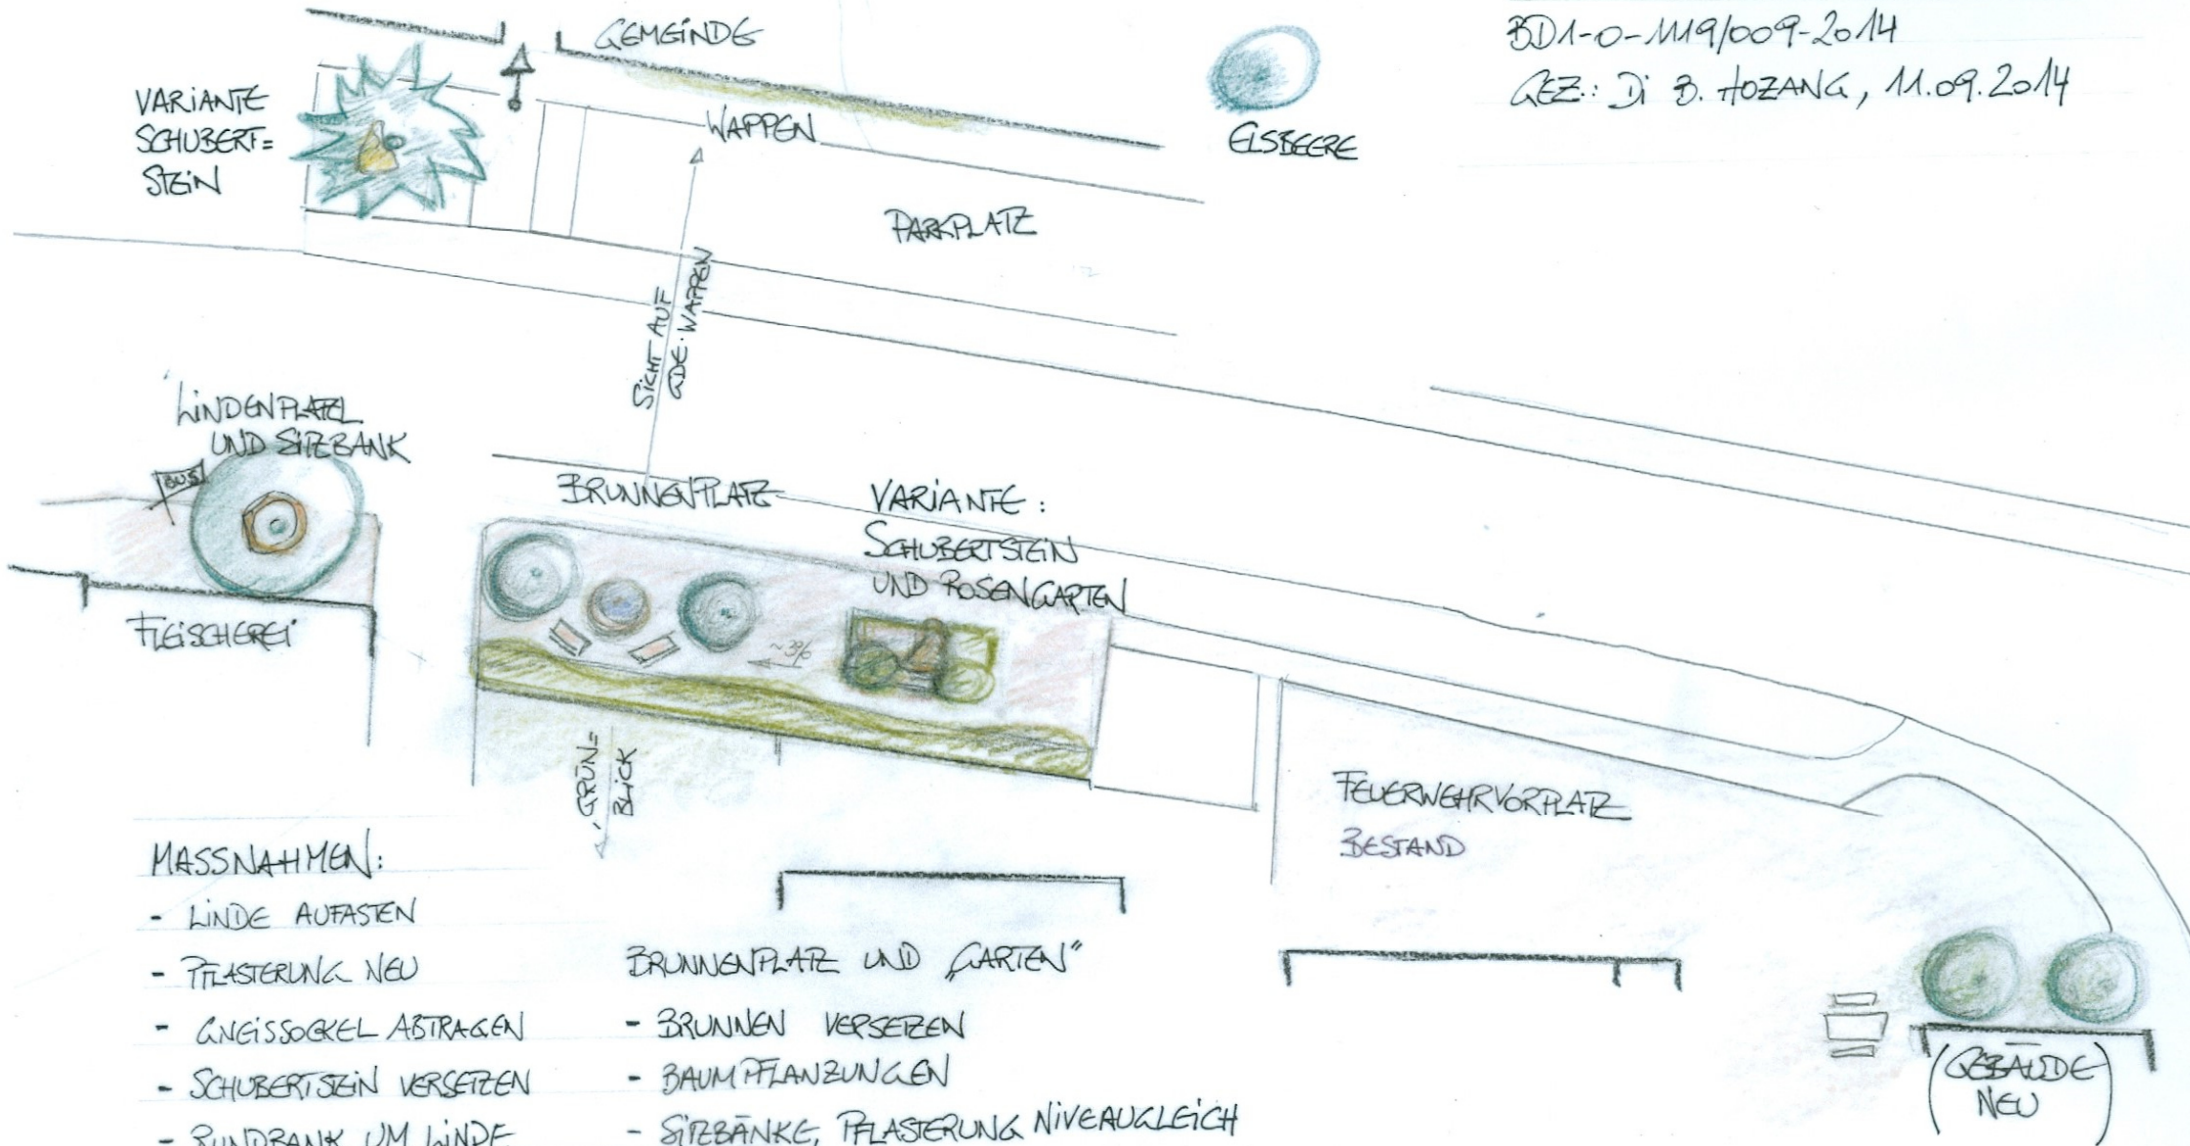 GEMEINDE
BD1-O-1119/009-2014
GEZ.: DI B. HOZANG, 11.09.2014
VARIANTE
SCHUBERT=
STEIN
WAPPEN
ELSBEERE
PARKPLATZ
SICHT AUF
GDE. WAPPEN
LINDENPLATZL
UND SITZBANK
BUS
BRUNNENPLATZ
VARIANTE:
SCHUBERTSTEIN
UND ROSENGARTEN
FLEISCHEREI
~3%
GRÜN=
BLICK
FEUERWEHRVORPLATZ
BESTAND
MASSNAHMEN:
- LINDE AUFASTEN
- PFLASTERUNG NEU
- GNEISSOCKEL ABTRAGEN
- SCHUBERTSTEIN VERSETZEN
- RUNDBANK UM LINDE
BRUNNENPLATZ UND „GARTEN"
- BRUNNEN VERSETZEN
- BAUMPFLANZUNGEN
- SITZBÄNKE, PFLASTERUNG NIVEAUGLEICH
(GEBÄUDE
NEU)